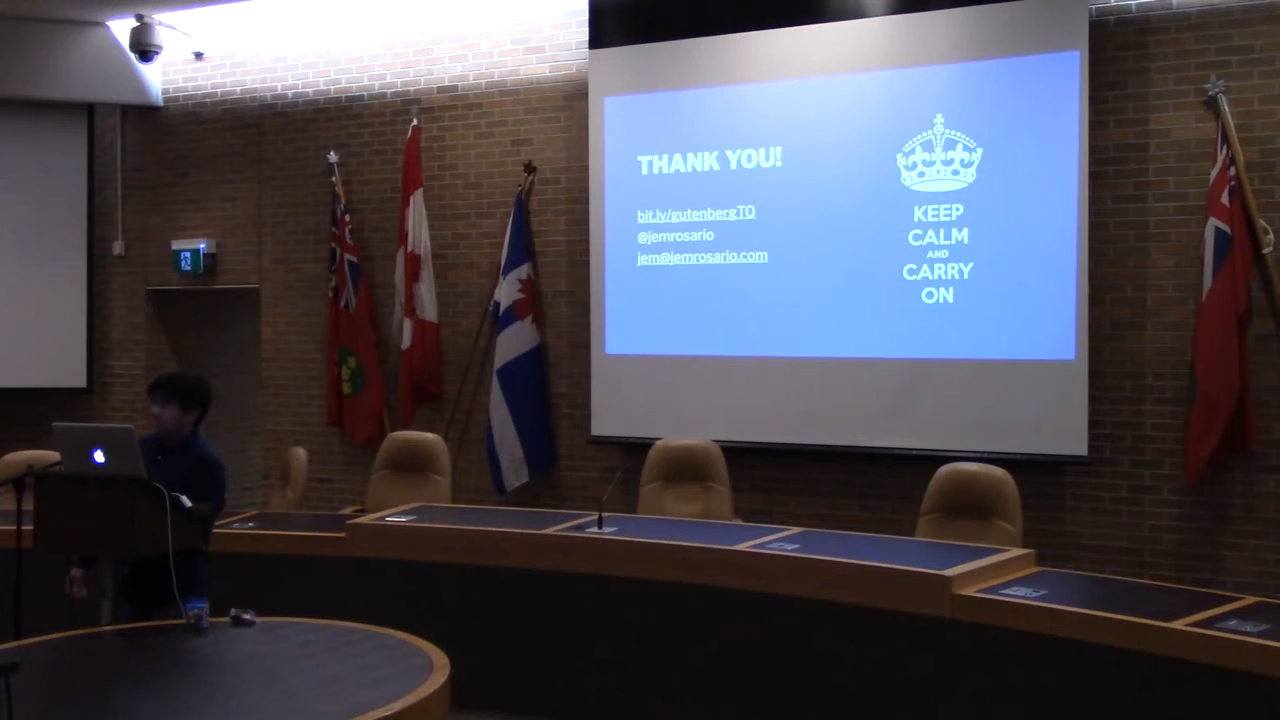 THANK YOU!
bit.ly/gutenbergTO
@jemrosario
jem@jemrosario.com
KEEP
CALM
AND
CARRY
ON